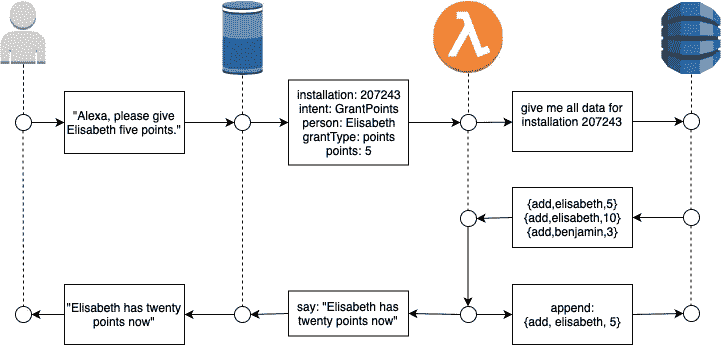 "Alexa, please give
Elisabeth five points."
installation: 207243
intent: GrantPoints
person: Elisabeth
grantType: points
points: 5
give me all data for
installation 207243
{add,elisabeth,5}
{add,elisabeth,10}
{add,benjamin,3}
"Elisabeth has twenty
points now"
say: "Elisabeth has
twenty points now"
append:
{add, elisabeth, 5}